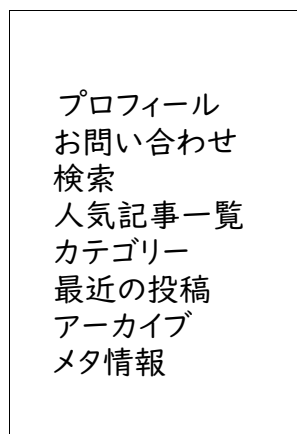 プロフィール
お問い合わせ
検索
人気記事一覧
カテゴリー
最近の投稿
アーカイブ
メタ情報